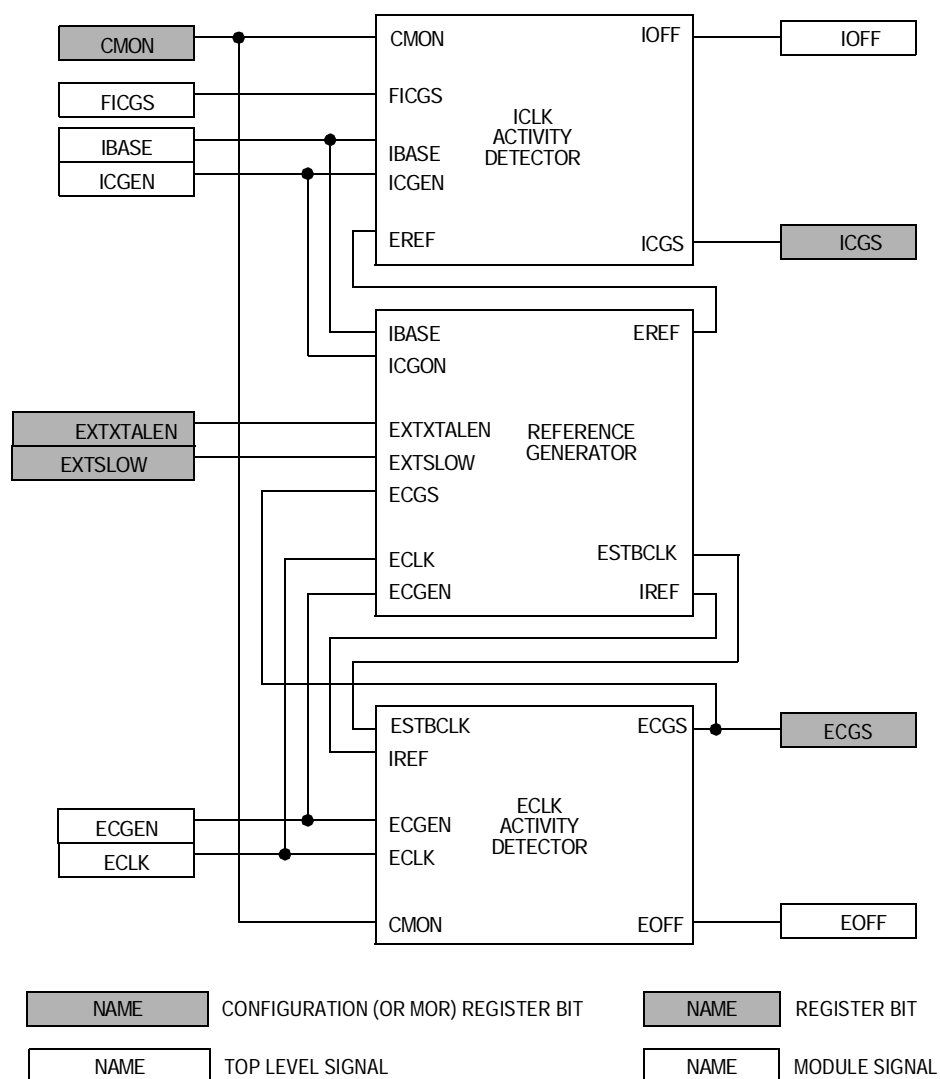 CMON
FICGS
IBASE
ICGEN
CMON
FICGS
IBASE
ICGEN
EREF
ICLK
ACTIVITY
DETECTOR
IOFF
ICGS
IOFF
ICGS
EXTXTALEN
EXTSLOW
IBASE
ICGON
EXTXTALEN
EXTSLOW
ECGS
ECLK
ECGEN
REFERENCE
GENERATOR
EREF
ESTBCLK
IREF
ECGEN
ECLK
ESTBCLK
IREF
ECGEN
ECLK
CMON
ECLK
ACTIVITY
DETECTOR
ECGS
EOFF
ECGS
EOFF
NAME CONFIGURATION (OR MOR) REGISTER BIT
NAME REGISTER BIT
NAME TOP LEVEL SIGNAL
NAME MODULE SIGNAL